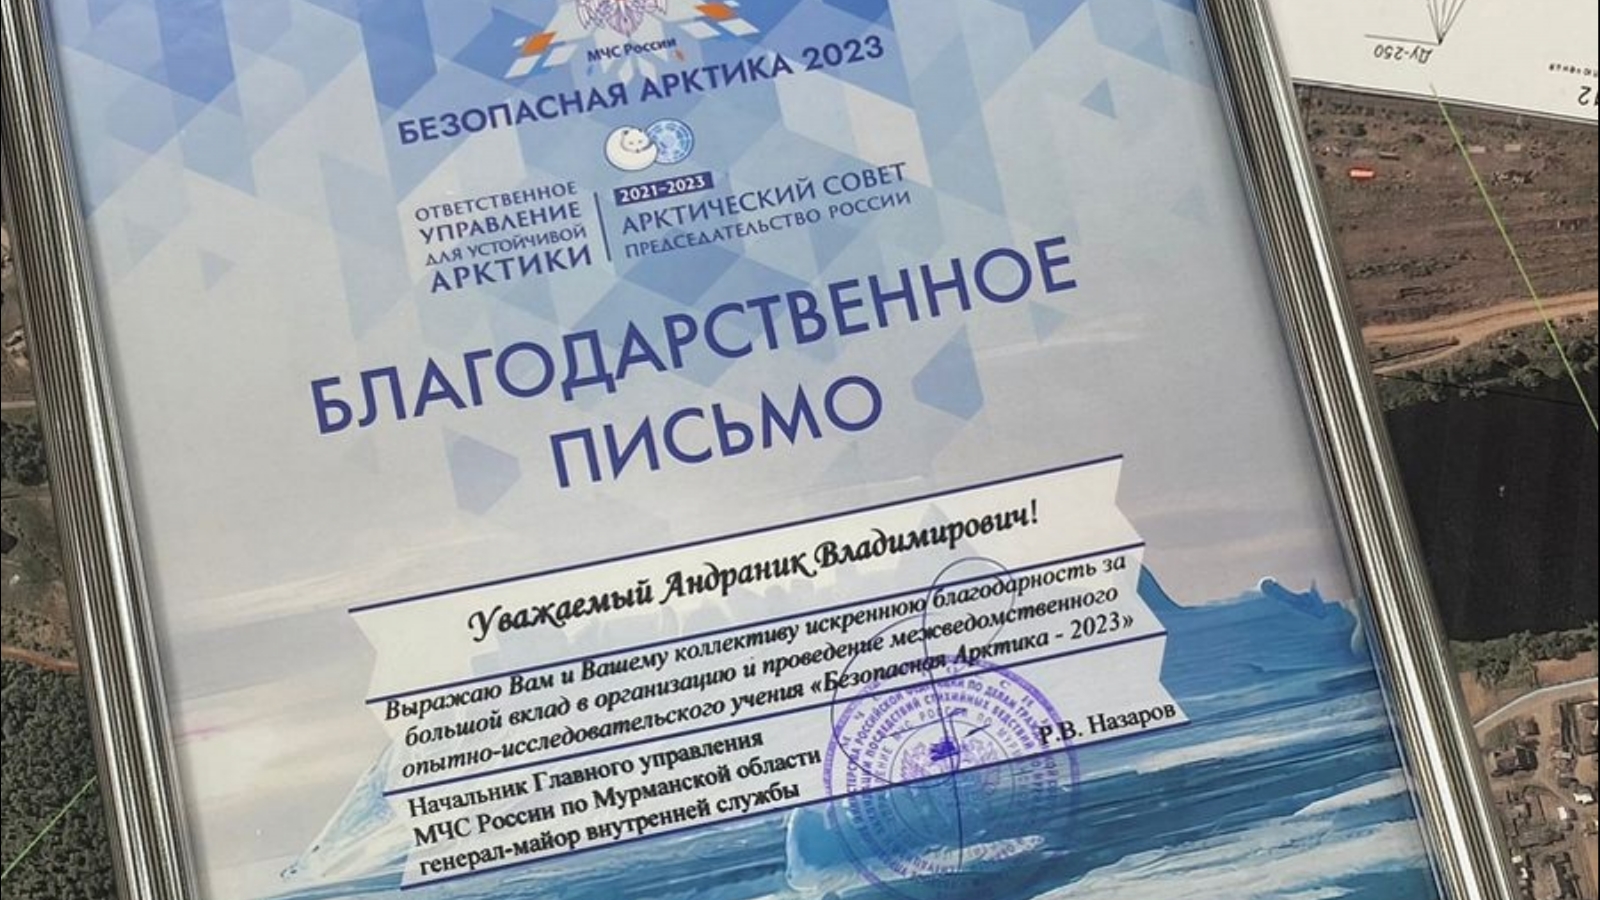 МЧС России
БЕЗОПАСНАЯ АРКТИКА 2023
ОТВЕТСТВЕННОЕ
УПРАВЛЕНИЕ
ДЛЯ УСТОЙЧИВОЙ
АРКТИКИ
2021-2023
АРКТИЧЕСКИЙ СОВЕТ
ПРЕДСЕДАТЕЛЬСТВО РОССИИ
БЛАГОДАРСТВЕННОЕ
ПИСЬМО
Уважаемый Андраник Владимирович!
Выражаю Вам и Вашему коллективу искреннюю благодарность за
большой вклад в организацию и проведение межведомственного
опытно-исследовательского учения «Безопасная Арктика - 2023»
Начальник Главного управления
МЧС России по Мурманской области
генерал-майор внутренней службы
Р.В. Назаров
Ду-250
12